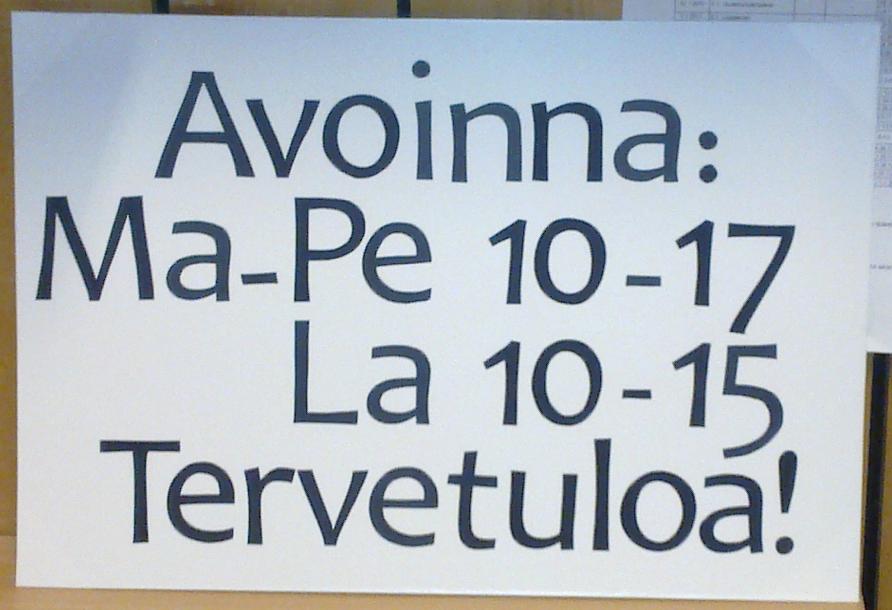 Avoinna:
Ma-Pe 10-17
La 10-15
Tervetuloa!